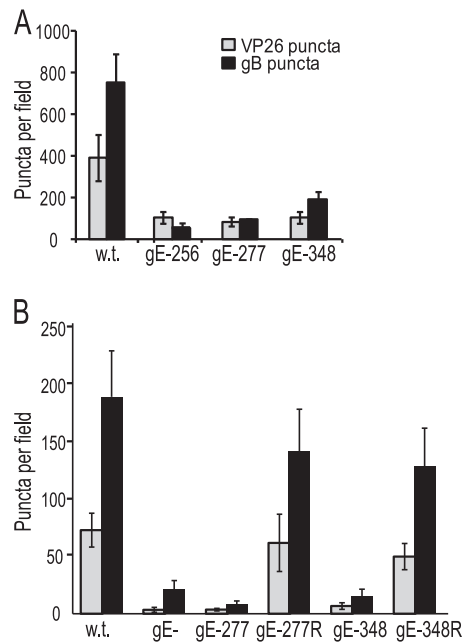 A
Puncta per field
1000
800
600
400
200
0
VP26 puncta
gB puncta
w.t. gE-256 gE-277 gE-348
B
Puncta per field
250
200
150
100
50
0
w.t. gE- gE-277 gE-277R gE-348 gE-348R